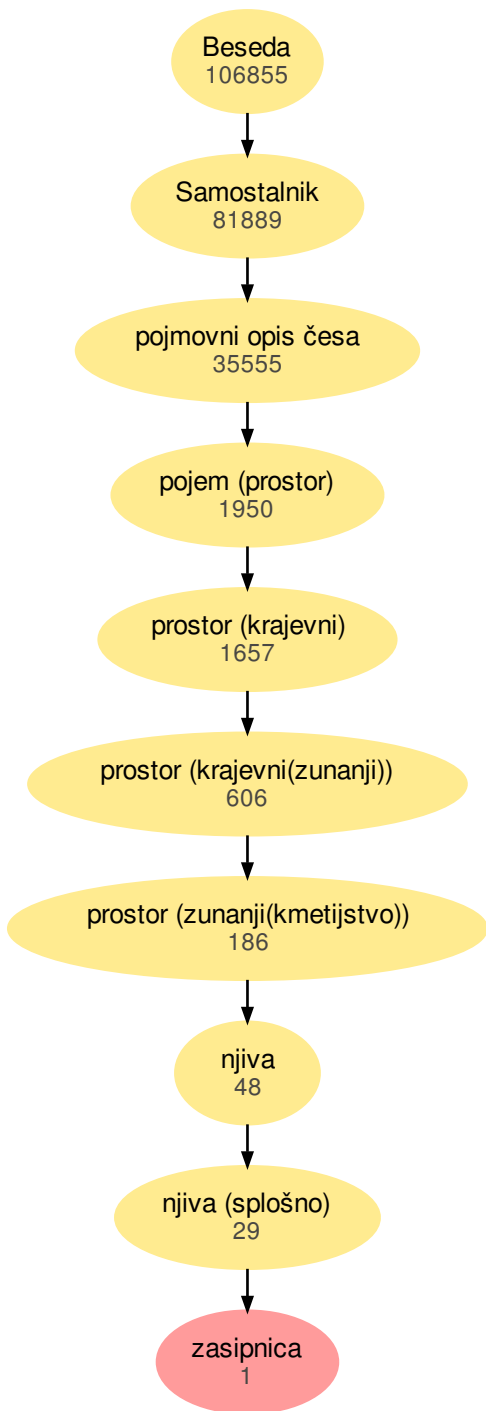 Beseda
106855
Samostalnik
81889
pojmovni opis česa
35555
pojem (prostor)
1950
prostor (krajevni)
1657
prostor (krajevni(zunanji))
606
prostor (zunanji(kmetijstvo))
186
njiva
48
njiva (splošno)
29
zasipnica
1